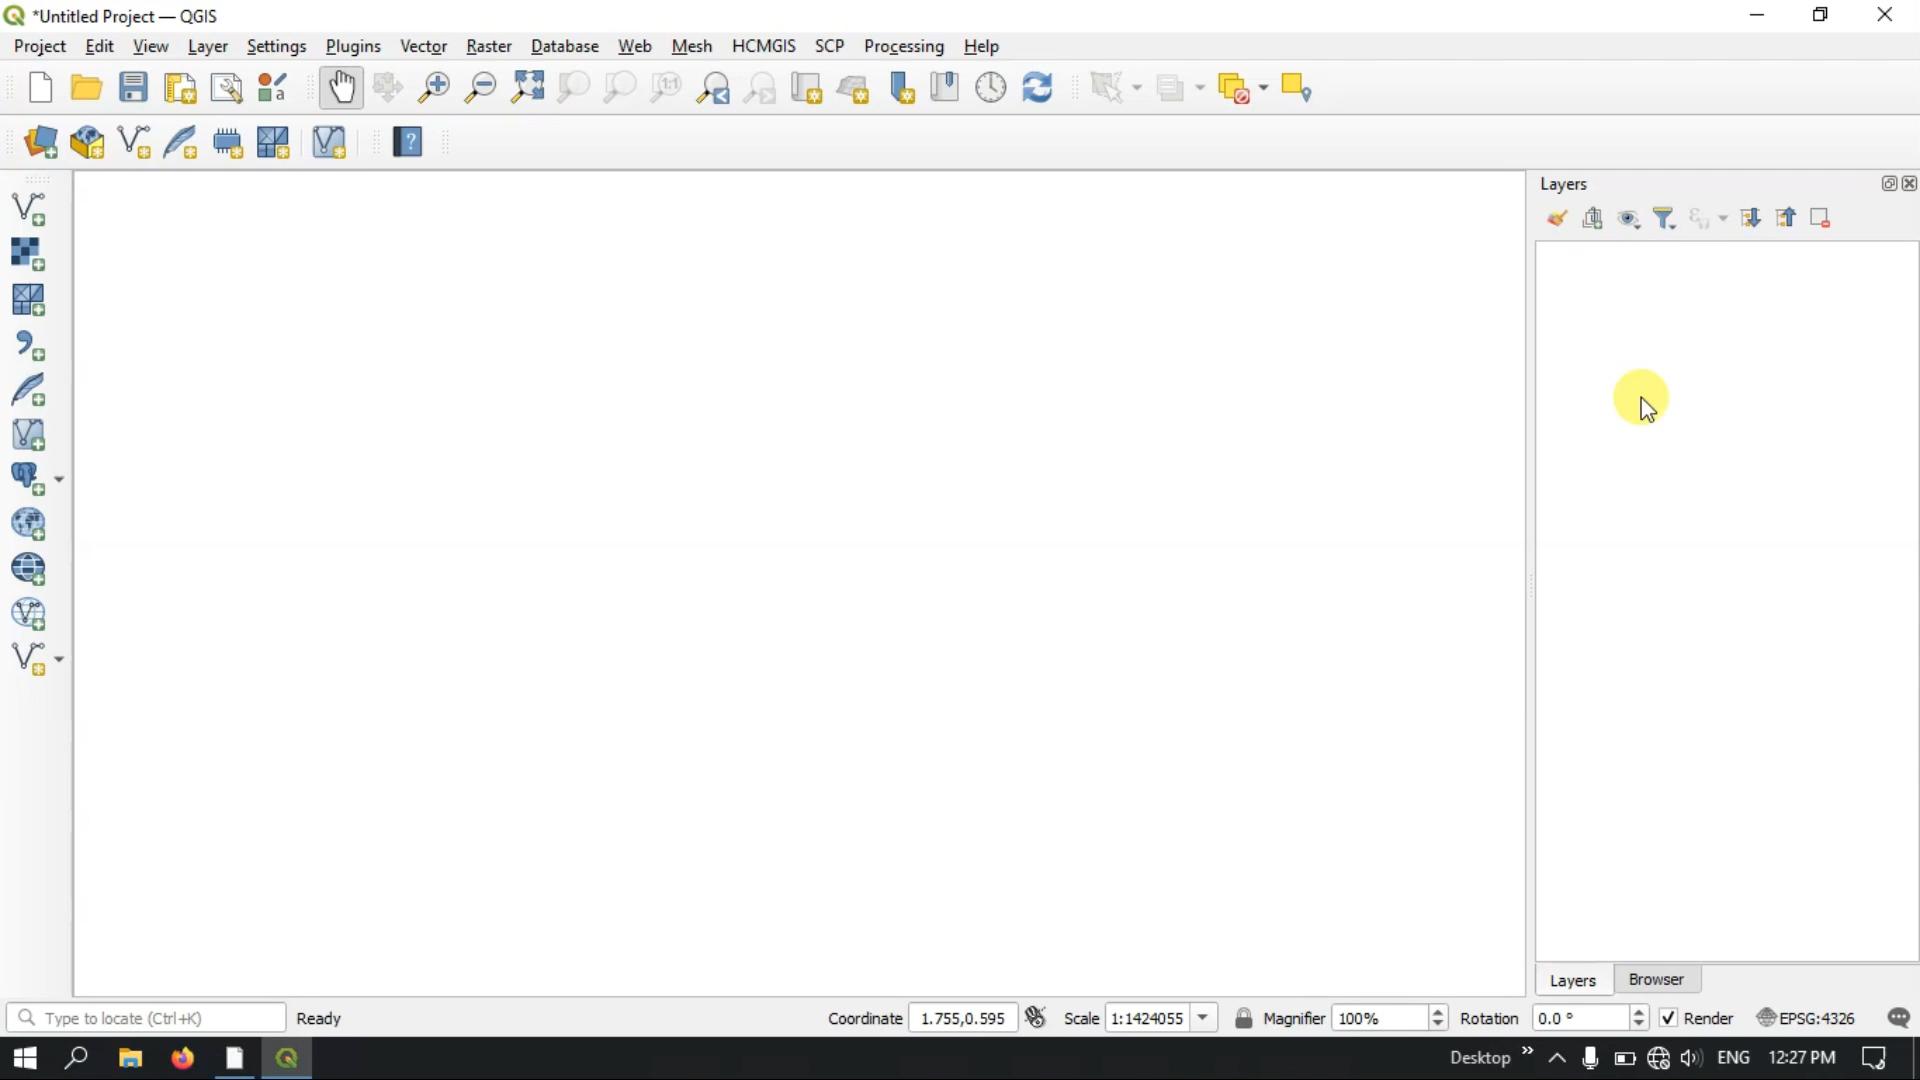 *Untitled Project — QGIS
Project Edit View Layer Settings Plugins Vector Raster Database Web Mesh HCMGIS SCP Processing Help
1:1
a
?
Layers
Layers Browser
Type to locate (Ctrl+K) Ready Coordinate 1.755,0.595 Scale 1:1424055 Magnifier 100% Rotation 0.0 ° Render EPSG:4326
Desktop » ENG 12:27 PM